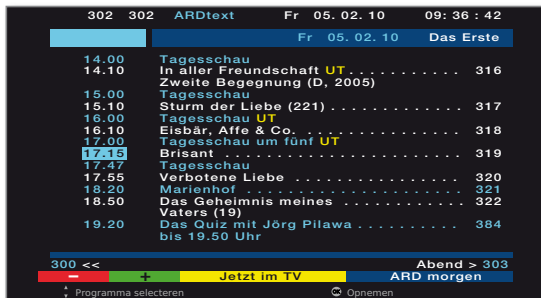 302 302 ARDtext Fr 05.02.10 09:36:42
Fr 05.02.10 Das Erste
14.00 Tagesschau
14.10 In aller Freundschaft UT............ 316
Zweite Begegnung (D, 2005)
15.00 Tagesschau
15.10 Sturm der Liebe (221) ............. 317
16.00 Tagesschau UT
16.10 Eisbär, Affe & Co. ............... 318
17.00 Tagesschau um fünf UT
17.15 Brisant ...................... 319
17.47 Tagesschau
17.55 Verbotene Liebe ................ 320
18.20 Marienhof .................... 321
18.50 Das Geheimnis meines ............ 322
Vaters (19)
19.20 Das Quiz mit Jörg Pilawa ........... 384
bis 19.50 Uhr
300 << Abend > 303
− + Jetzt im TV ARD morgen
Programma selecteren OK Opnemen